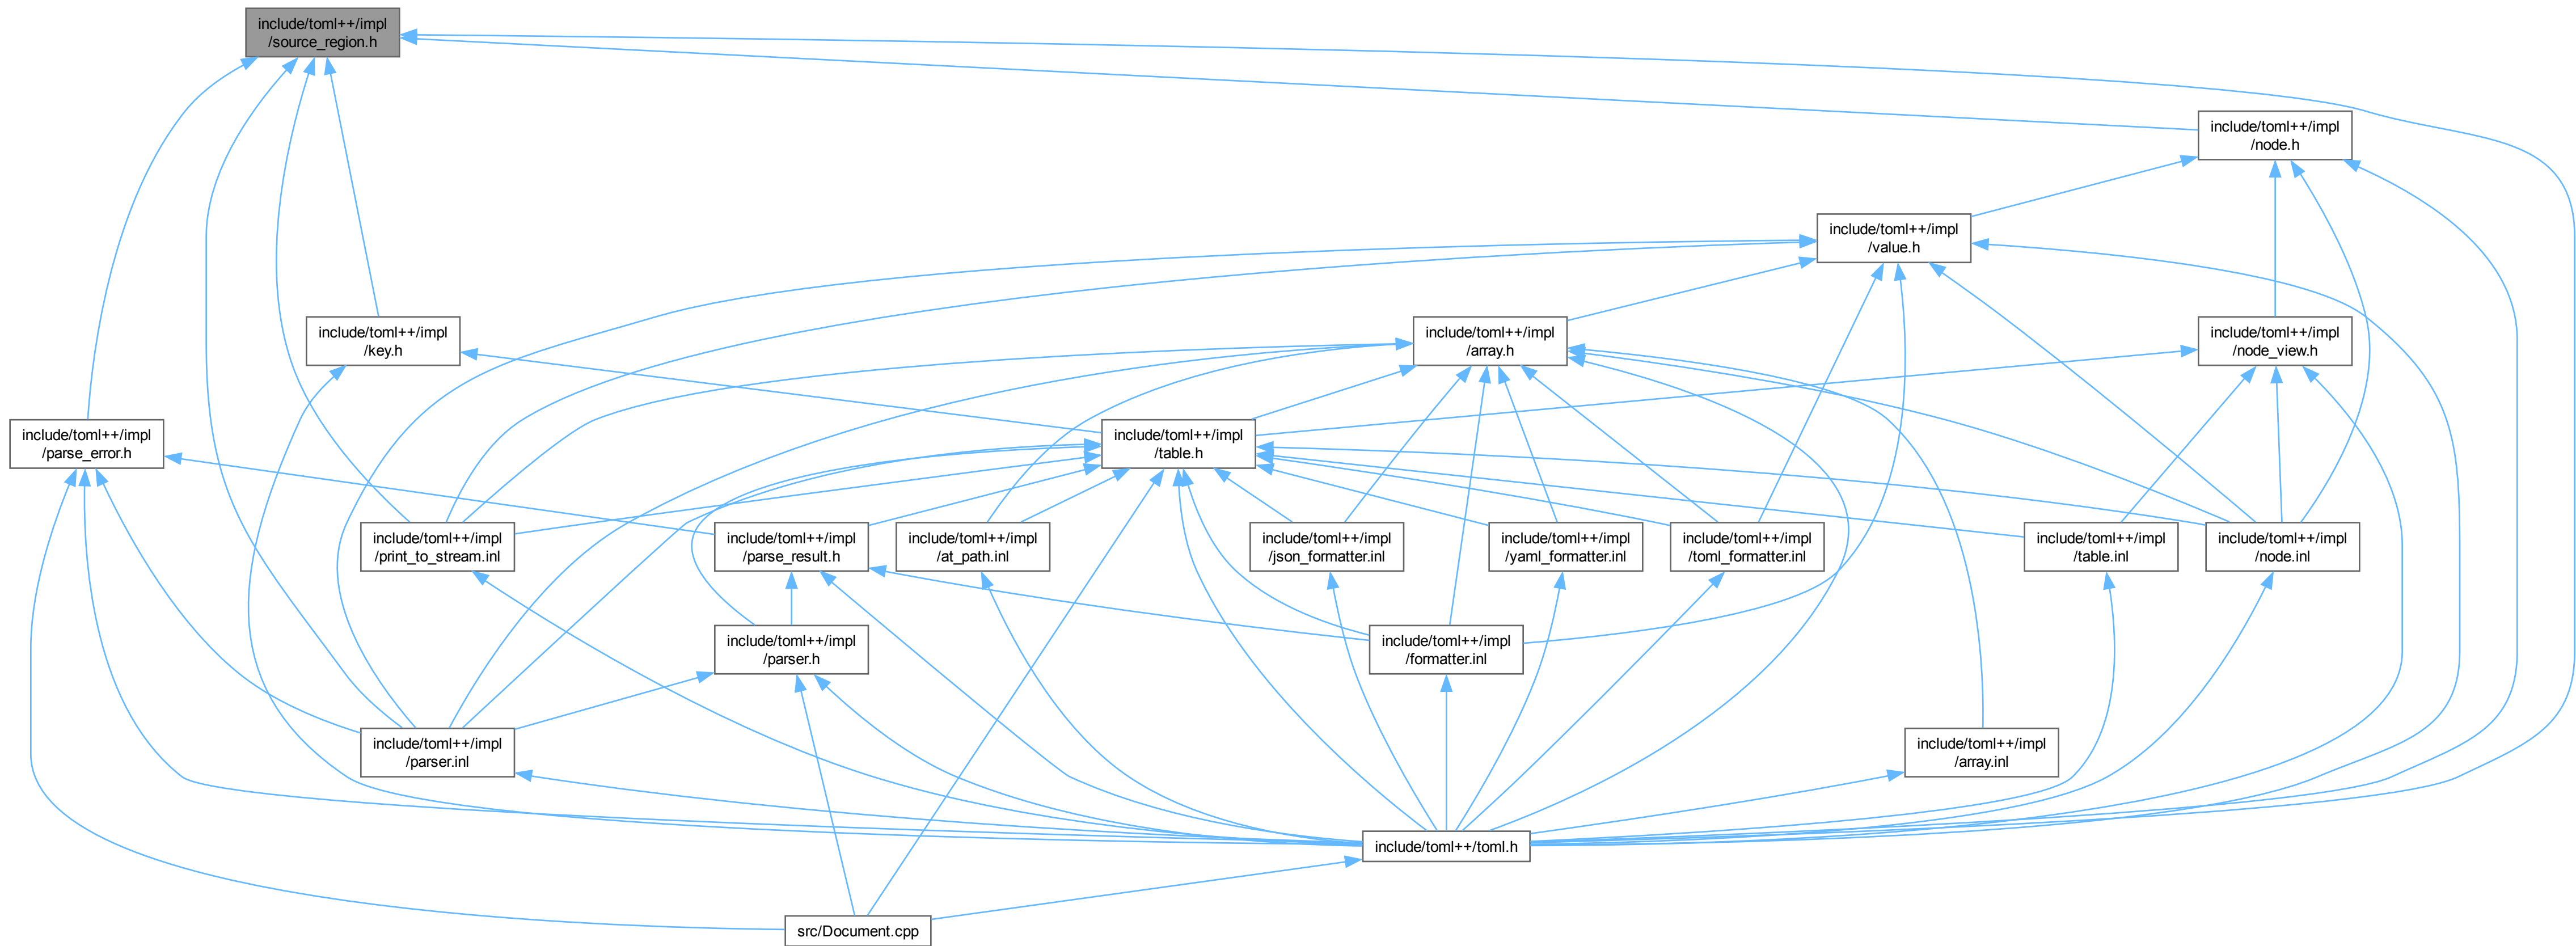 include/toml++/impl
/source_region.h
include/toml++/impl
/node.h
include/toml++/impl
/value.h
include/toml++/impl
/key.h
include/toml++/impl
/array.h
include/toml++/impl
/node_view.h
include/toml++/impl
/parse_error.h
include/toml++/impl
/table.h
include/toml++/impl
/print_to_stream.inl
include/toml++/impl
/parse_result.h
include/toml++/impl
/at_path.inl
include/toml++/impl
/json_formatter.inl
include/toml++/impl
/yaml_formatter.inl
include/toml++/impl
/toml_formatter.inl
include/toml++/impl
/table.inl
include/toml++/impl
/node.inl
include/toml++/impl
/parser.h
include/toml++/impl
/formatter.inl
include/toml++/impl
/parser.inl
include/toml++/impl
/array.inl
include/toml++/toml.h
src/Document.cpp